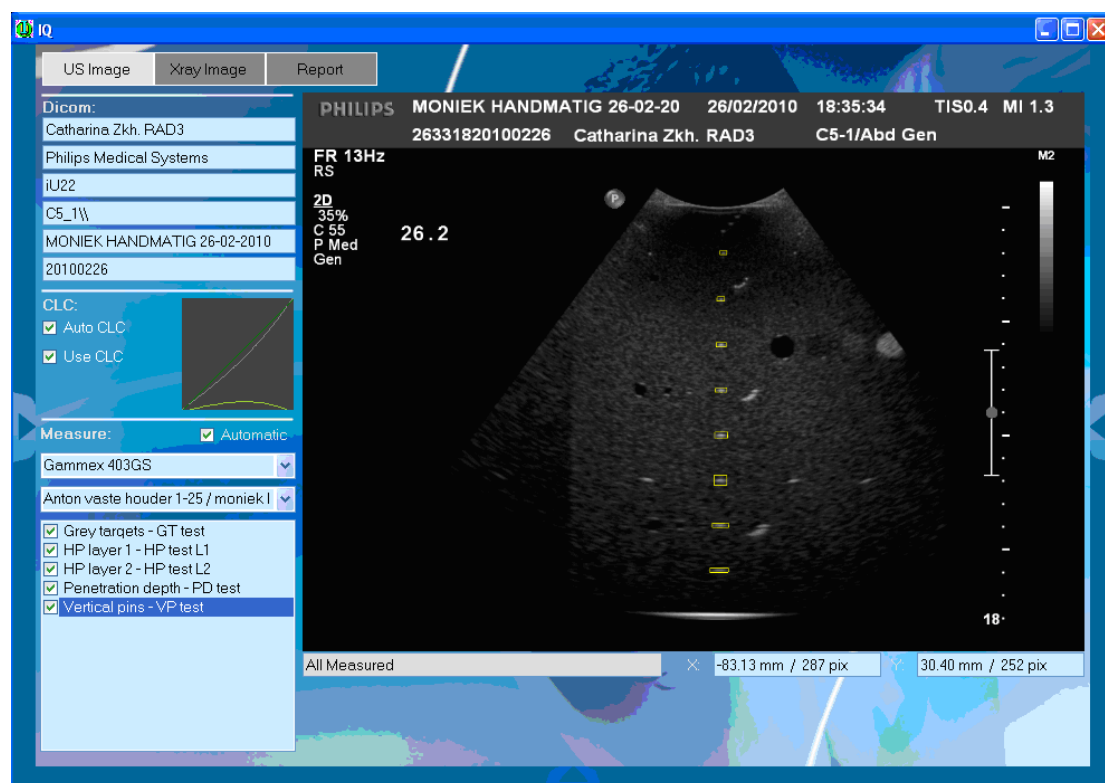 IQ
US Image Xray Image Report
Dicom:
Catharina Zkh. RAD3
Philips Medical Systems
iU22
C5_1\\
MONIEK HANDMATIG 26-02-2010
20100226
CLC:
Auto CLC
Use CLC
Measure: Automatic
Gammex 403GS
Anton vaste houder 1-25 / moniek l
Grey targets - GT test
HP layer 1 - HP test L1
HP layer 2 - HP test L2
Penetration depth - PD test
Vertical pins - VP test
PHILIPS MONIEK HANDMATIG 26-02-20 26/02/2010 18:35:34 TIS0.4 MI 1.3
26331820100226 Catharina Zkh. RAD3 C5-1/Abd Gen
FR 13Hz
RS
M2
P
2D
35%
C 55
P Med
Gen
26.2
18
All Measured X: -83.13 mm / 287 pix Y: 30.40 mm / 252 pix